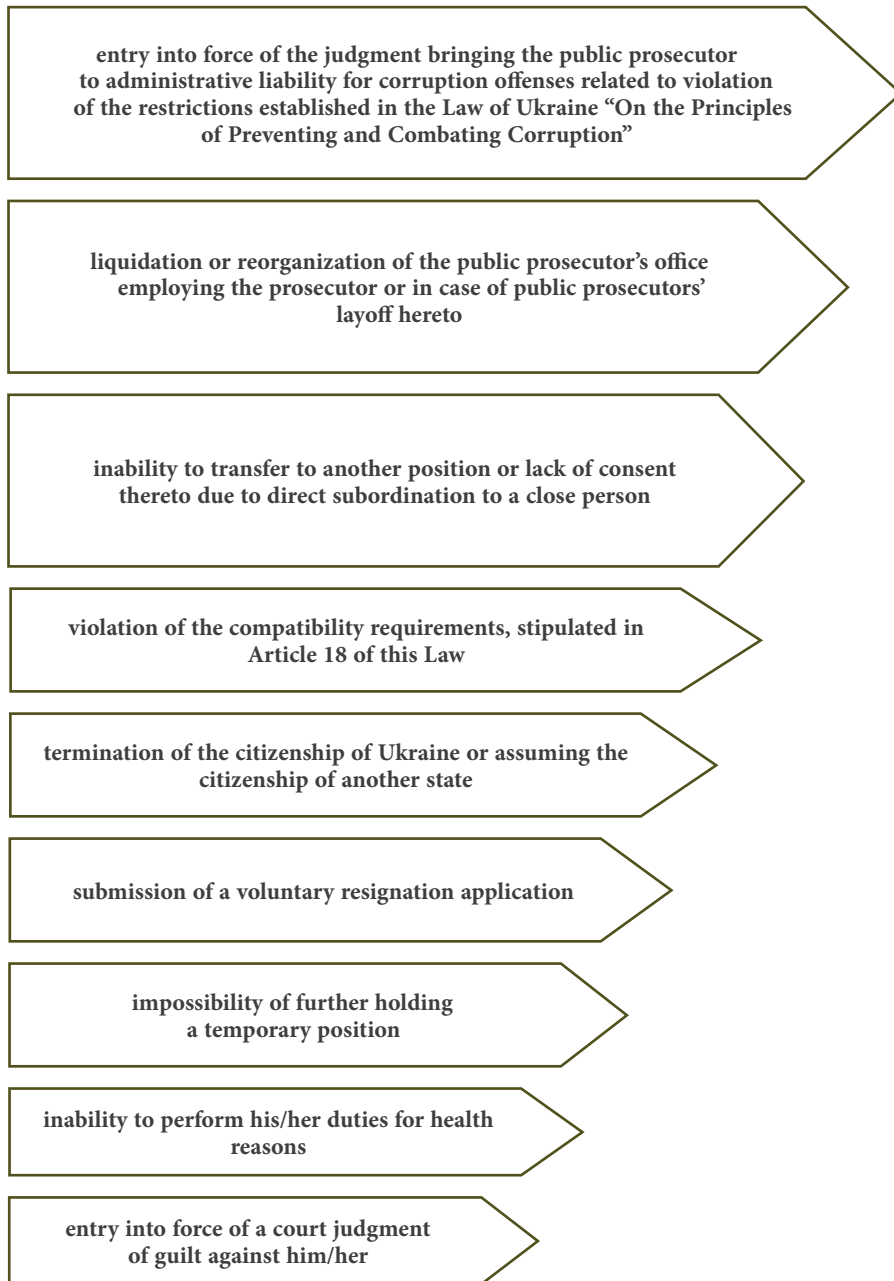 entry into force of the judgment bringing the public prosecutor
to administrative liability for corruption offenses related to violation
of the restrictions established in the Law of Ukraine “On the Principles
of Preventing and Combating Corruption”
liquidation or reorganization of the public prosecutor’s office
employing the prosecutor or in case of public prosecutors’
layoff hereto
inability to transfer to another position or lack of consent
thereto due to direct subordination to a close person
violation of the compatibility requirements, stipulated in
Article 18 of this Law
termination of the citizenship of Ukraine or assuming the
citizenship of another state
submission of a voluntary resignation application
impossibility of further holding
a temporary position
inability to perform his/her duties for health
reasons
entry into force of a court judgment
of guilt against him/her